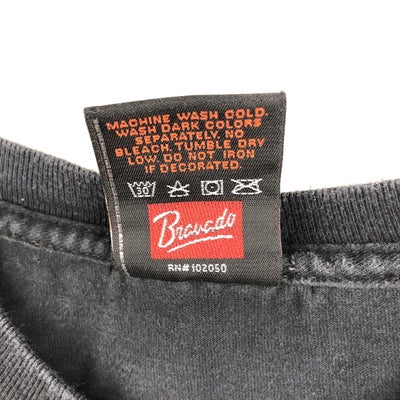 MACHINE WASH COLD.
WASH DARK COLORS
SEPARATELY. NO
BLEACH. TUMBLE DRY
LOW. DO NOT IRON
IF DECORATED.
30
Bravado
RN#102050